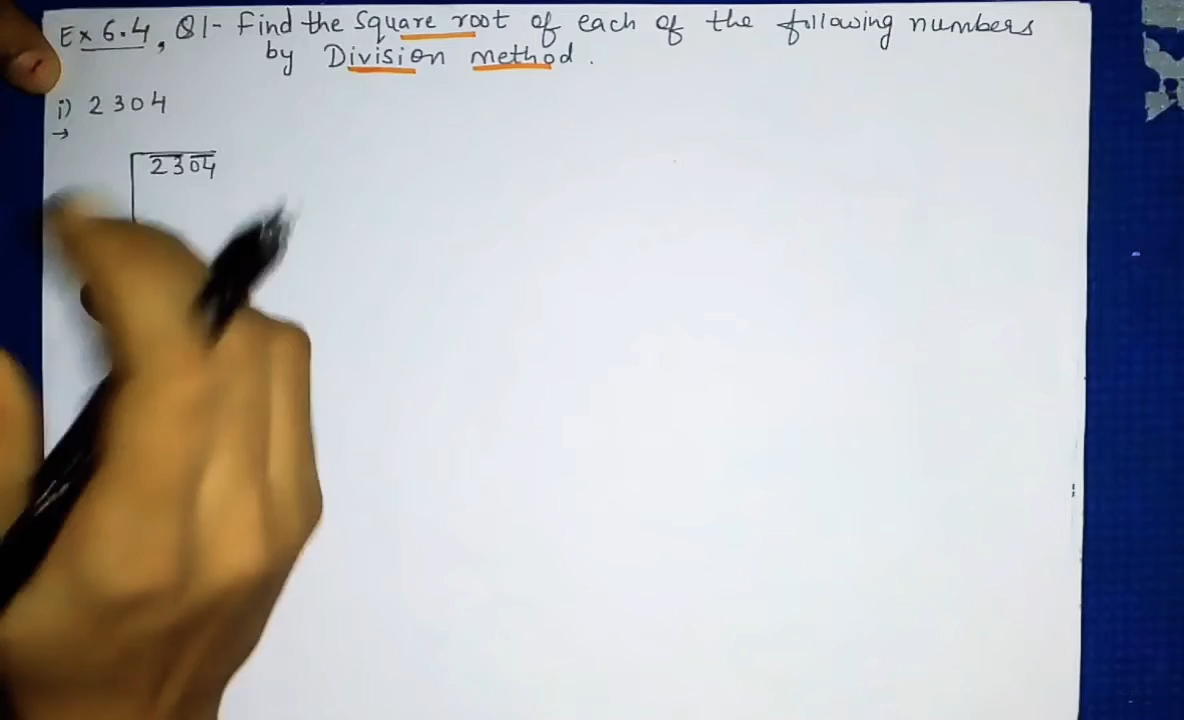 Ex 6.4, Q1- Find the Square root of each of the following numbers
by Division method.
i) 2304
→
2304